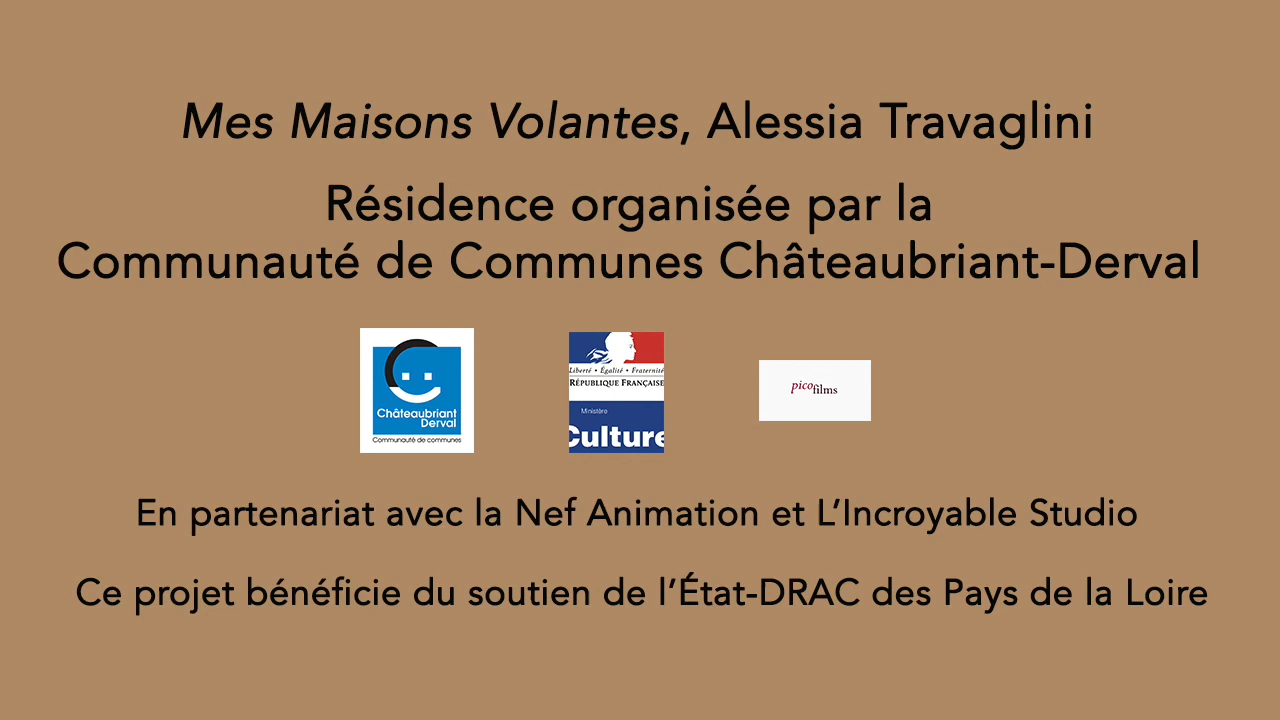 Mes Maisons Volantes, Alessia Travaglini
Résidence organisée par la
Communauté de Communes Châteaubriant-Derval
Châteaubriant
Derval
Communauté de communes
Liberté • Égalité • Fraternité
RÉPUBLIQUE FRANÇAISE
Ministère
Culture
picofilms
En partenariat avec la Nef Animation et L’Incroyable Studio
Ce projet bénéficie du soutien de l’État-DRAC des Pays de la Loire